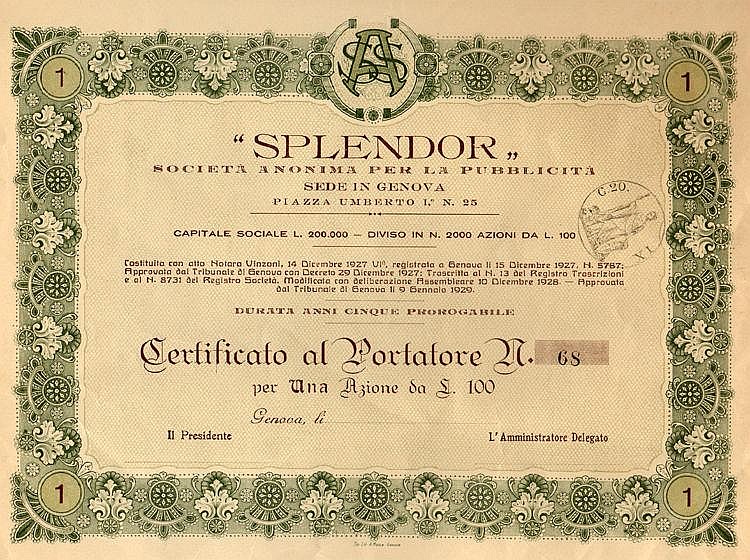 1
SAS
1
"SPLENDOR„
SOCIETÀ ANONIMA PER LA PUBBLICITÀ
SEDE IN GENOVA
PIAZZA UMBERTO I.° N. 25
C.20.
XI.
CAPITALE SOCIALE L. 200.000 — DIVISO IN N. 2000 AZIONI DA L. 100
Costituita con atto Notaro Vinzoni, 14 Dicembre 1927 VI°, registrato a Genova li 15 Dicembre 1927, N. 5787;
Approvata dal Tribunale di Genova con Decreto 29 Dicembre 1927; Trascritta al N. 13 del Registro Trascrizioni
e al N. 8731 del Registro Società. Modificata con deliberazione Assembleare 10 Dicembre 1928. — Approvata
dal Tribunale di Genova li 9 Gennaio 1929.
DURATA ANNI CINQUE PROROGABILE
Certificato al Portatore N. 68
per Una Azione da L. 100
Genova, li
Il Presidente
L'Amministratore Delegato
1
1